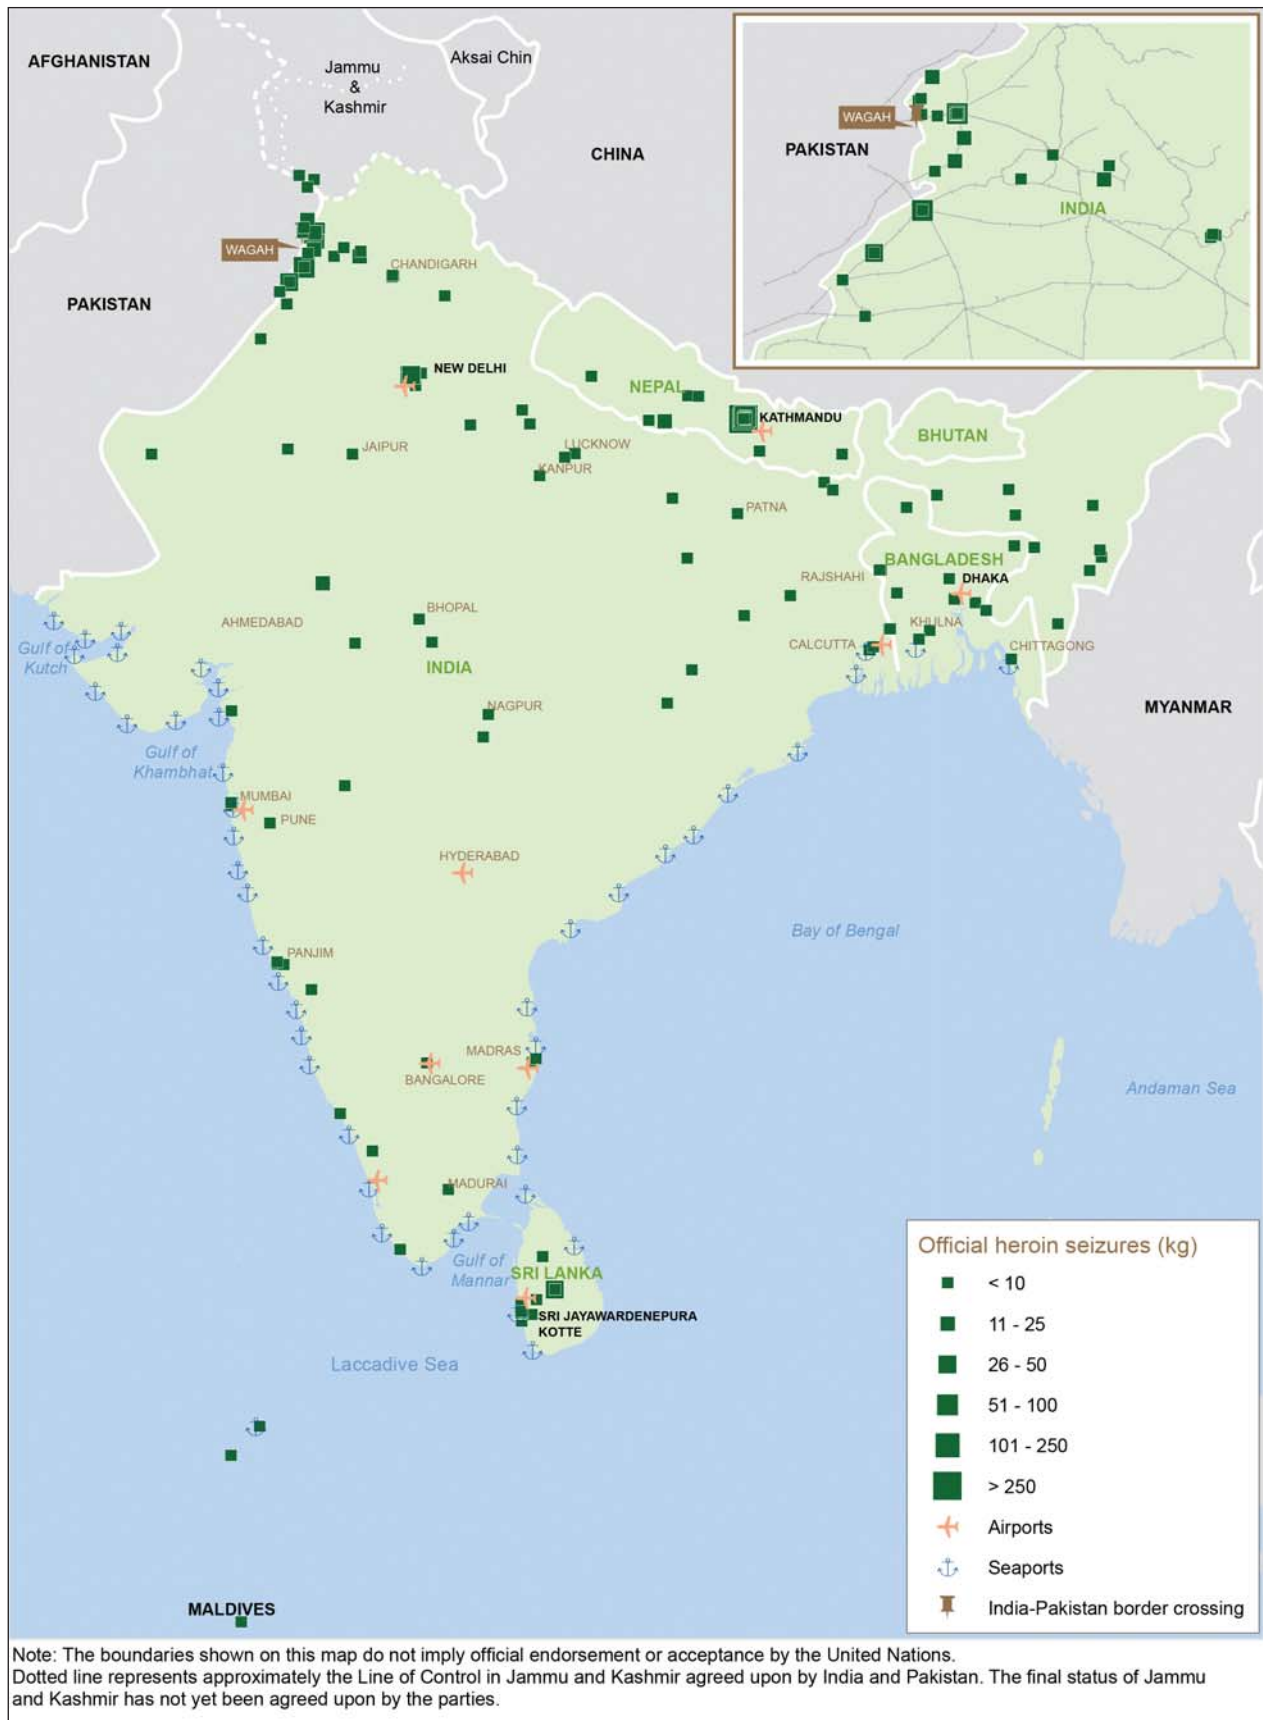 AFGHANISTAN
Jammu
&
Kashmir
Aksai Chin
CHINA
WAGAH
PAKISTAN
INDIA
WAGAH
CHANDIGARH
PAKISTAN
NEW DELHI
NEPAL
KATHMANDU
BHUTAN
JAIPUR
LUCKNOW
KANPUR
PATNA
BANGLADESH
RAJSHAHI
DHAKA
BHOPAL
AHMEDABAD
KHULNA
CALCUTTA
CHITTAGONG
Gulf of
Kutch
INDIA
NAGPUR
MYANMAR
Gulf of
Khambhat
MUMBAI
PUNE
HYDERABAD
Bay of Bengal
PANJIM
MADRAS
BANGALORE
Andaman Sea
MADURAI
Gulf of
Mannar
SRI LANKA
SRI JAYAWARDENEPURA
KOTTE
Laccadive Sea
MALDIVES
Official heroin seizures (kg)
< 10
11 - 25
26 - 50
51 - 100
101 - 250
> 250
Airports
Seaports
India-Pakistan border crossing
Note: The boundaries shown on this map do not imply official endorsement or acceptance by the United Nations.
Dotted line represents approximately the Line of Control in Jammu and Kashmir agreed upon by India and Pakistan. The final status of Jammu
and Kashmir has not yet been agreed upon by the parties.